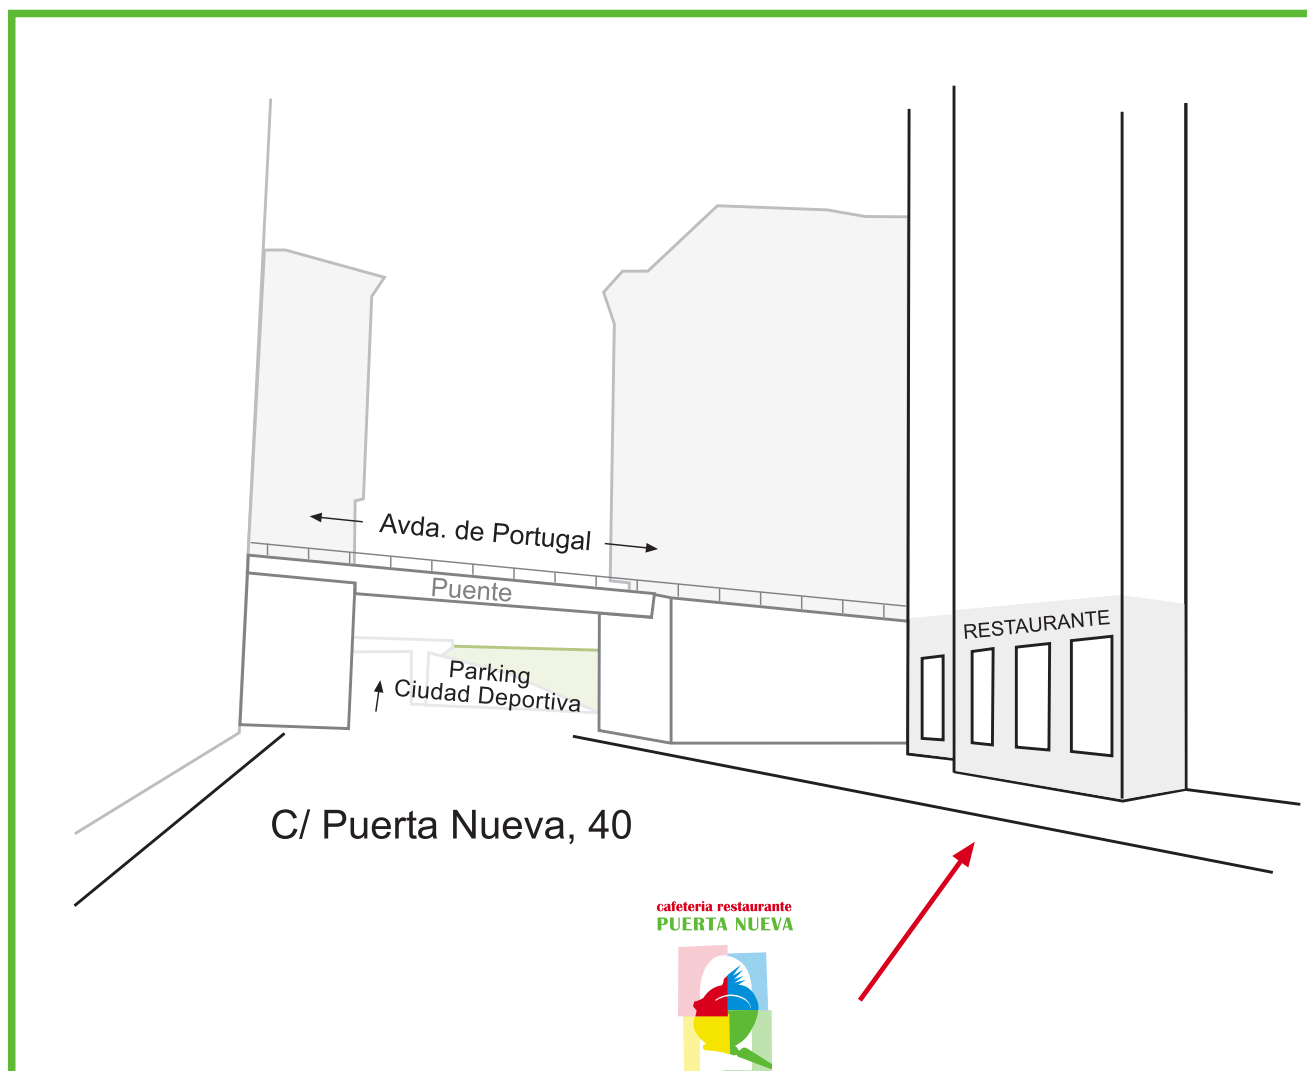 Avda. de Portugal
Puente
RESTAURANTE
Parking
Ciudad Deportiva
C/ Puerta Nueva, 40
cafeteria restaurante
PUERTA NUEVA